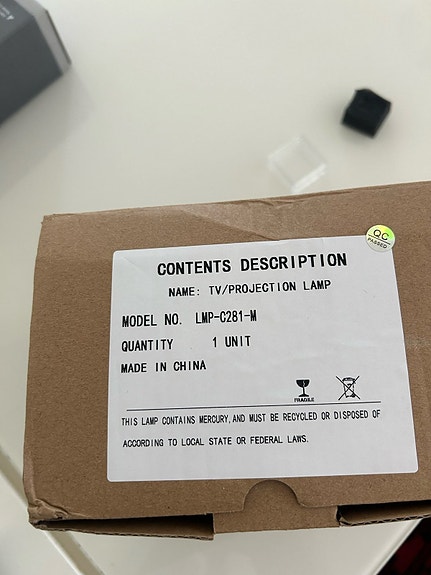 QC
PASSED
CONTENTS DESCRIPTION
NAME: TV/PROJECTION LAMP
MODEL NO. LMP-C281-M
QUANTITY 1 UNIT
MADE IN CHINA
FRAGILE
THIS LAMP CONTAINS MERCURY, AND MUST BE RECYCLED OR DISPOSED OF
ACCORDING TO LOCAL STATE OR FEDERAL LAWS.